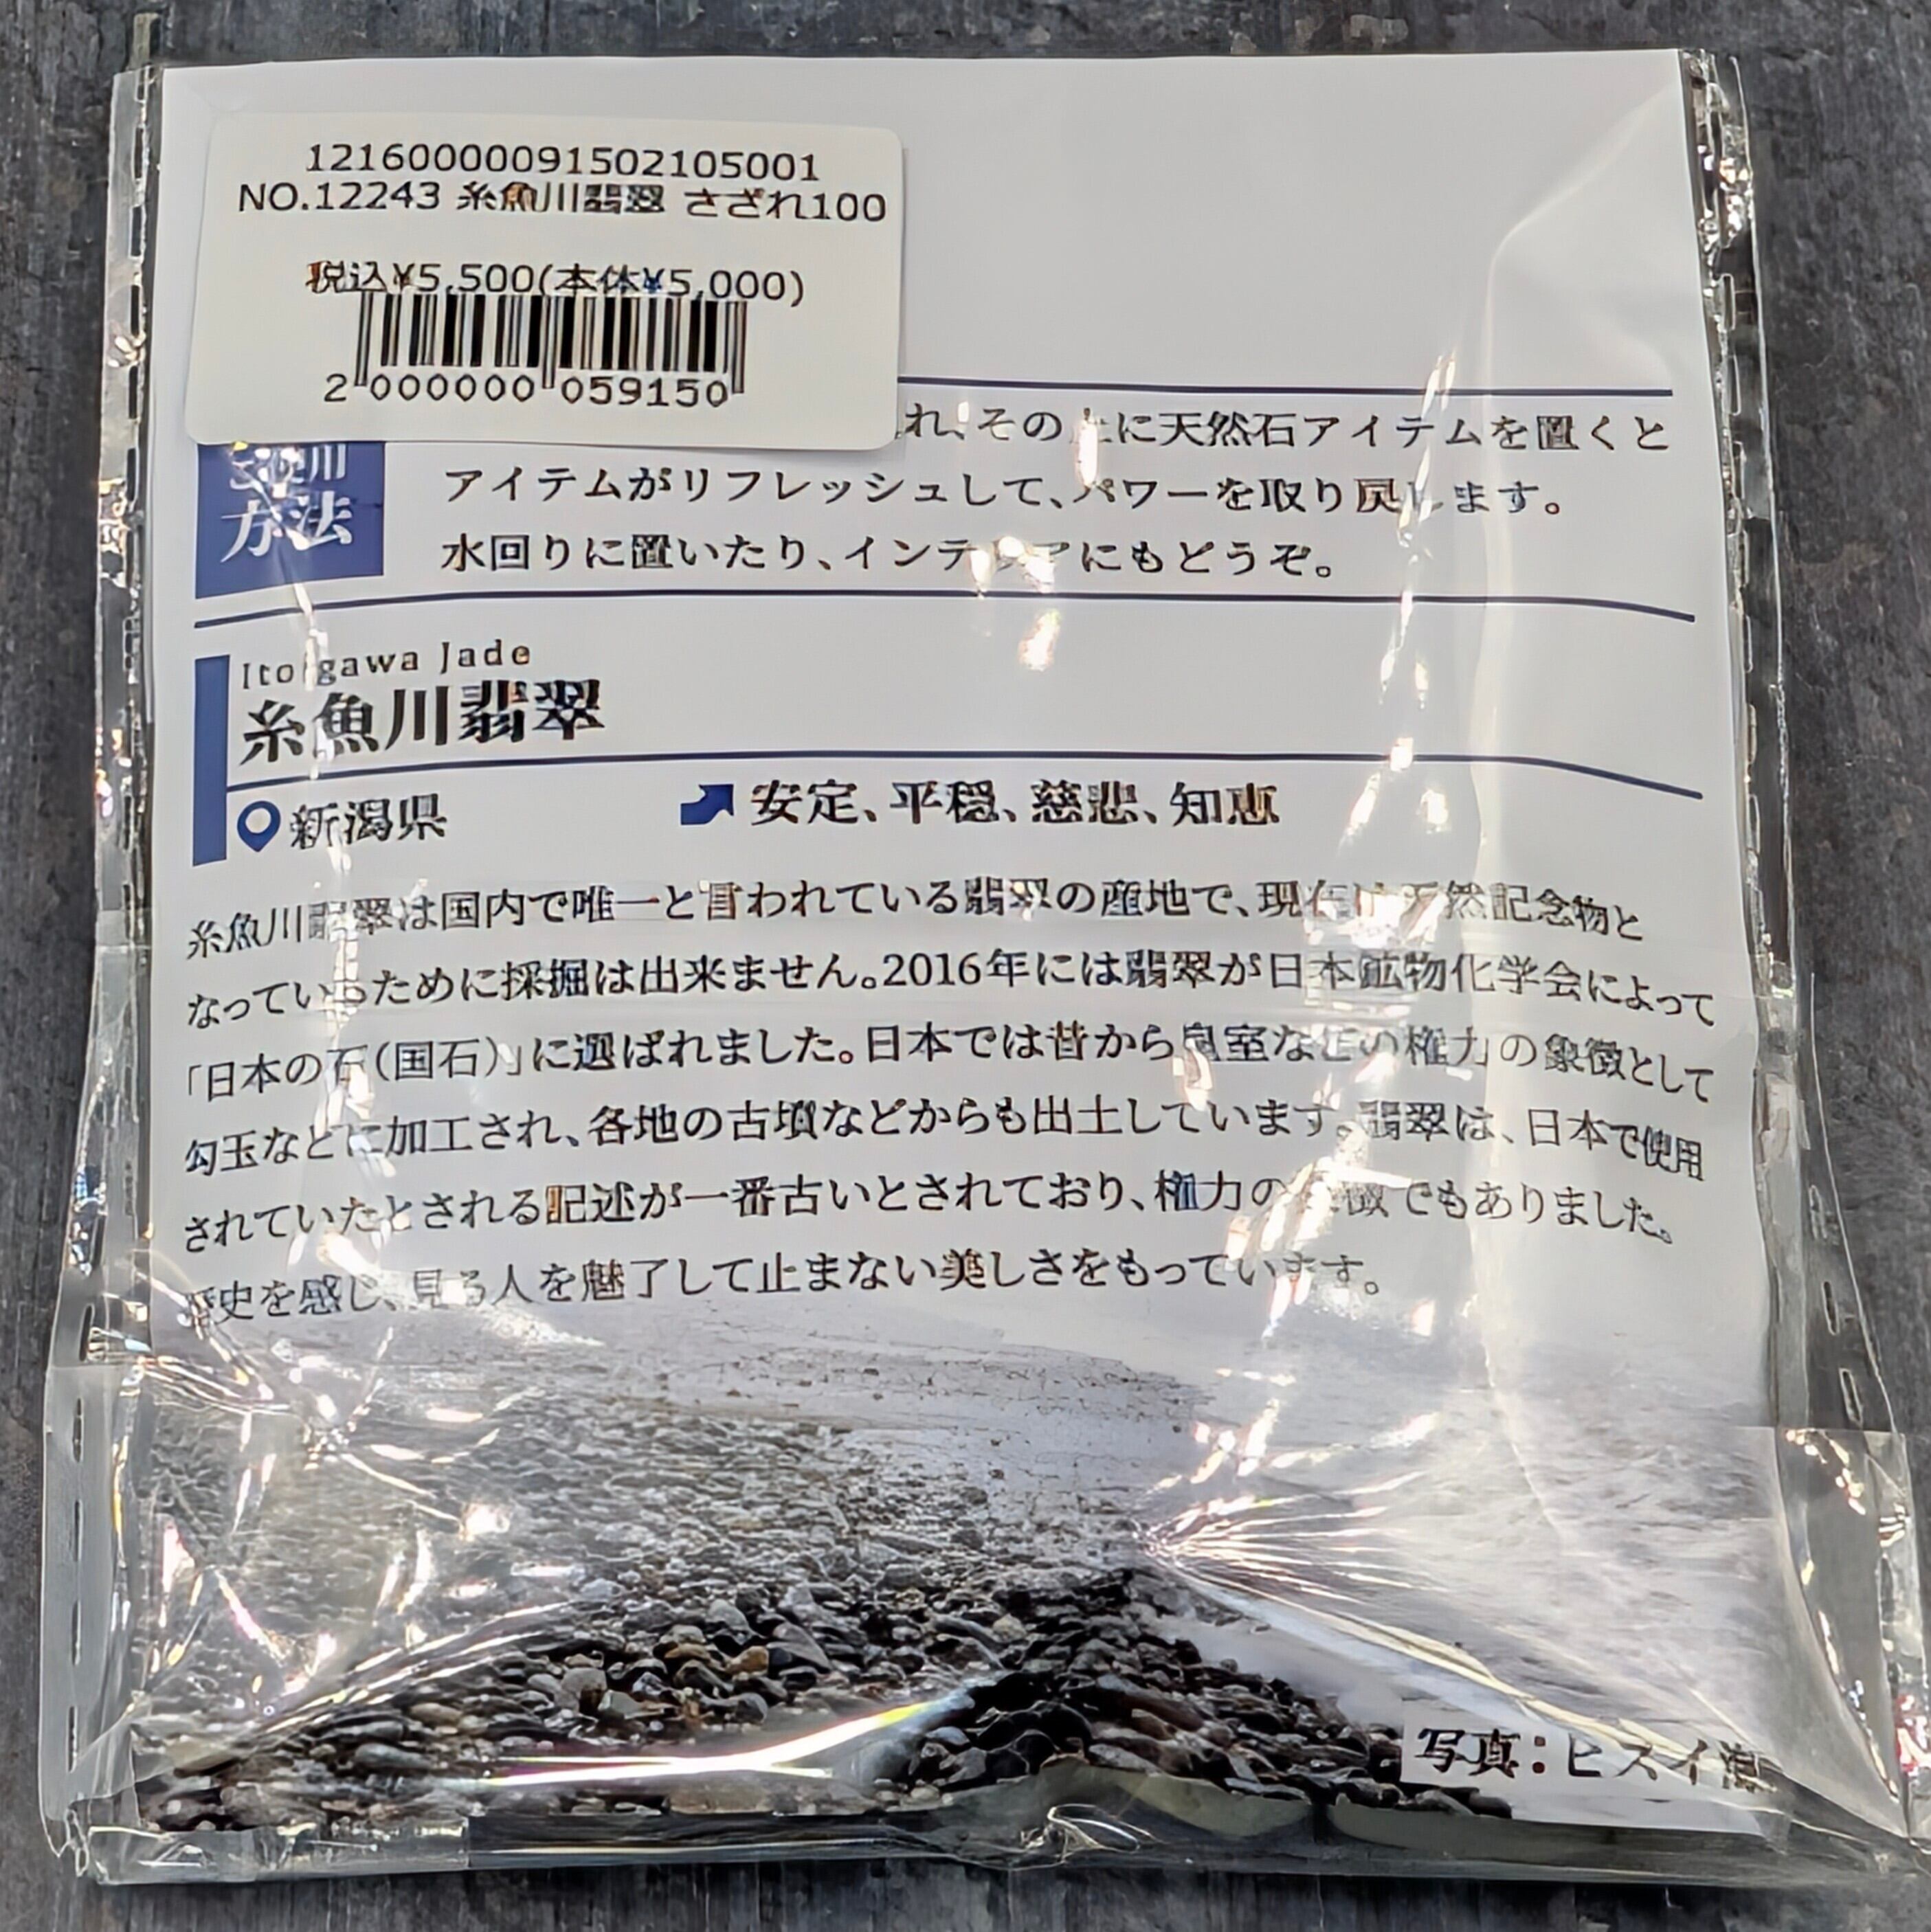 12160000091502105001
NO.12243 糸魚川翡翠 さざれ100
税込¥5,500(本体¥5,000)
2 000000 059150
れ、その上に天然石アイテムを置くと
方法
アイテムがリフレッシュして、パワーを取り戻します。
水回りに置いたり、インテリアにもどうぞ。
Itoigawa Jade
糸魚川翡翠
新潟県
安定、平穏、慈悲、知恵
糸魚川翡翠は国内で唯一と言われている翡翠の産地で、現在は天然記念物と
なっているために採掘は出来ません。2016年には翡翠が日本鉱物化学会によって
「日本の石(国石)」に選ばれました。日本では昔から皇室などの権力の象徴として
勾玉などに加工され、各地の古墳などからも出土しています。翡翠は、日本で使用
されていたとされる記述が一番古いとされており、権力の象徴でもありました。
歴史を感じ、見る人を魅了して止まない美しさをもっています。
写真:ヒスイ海